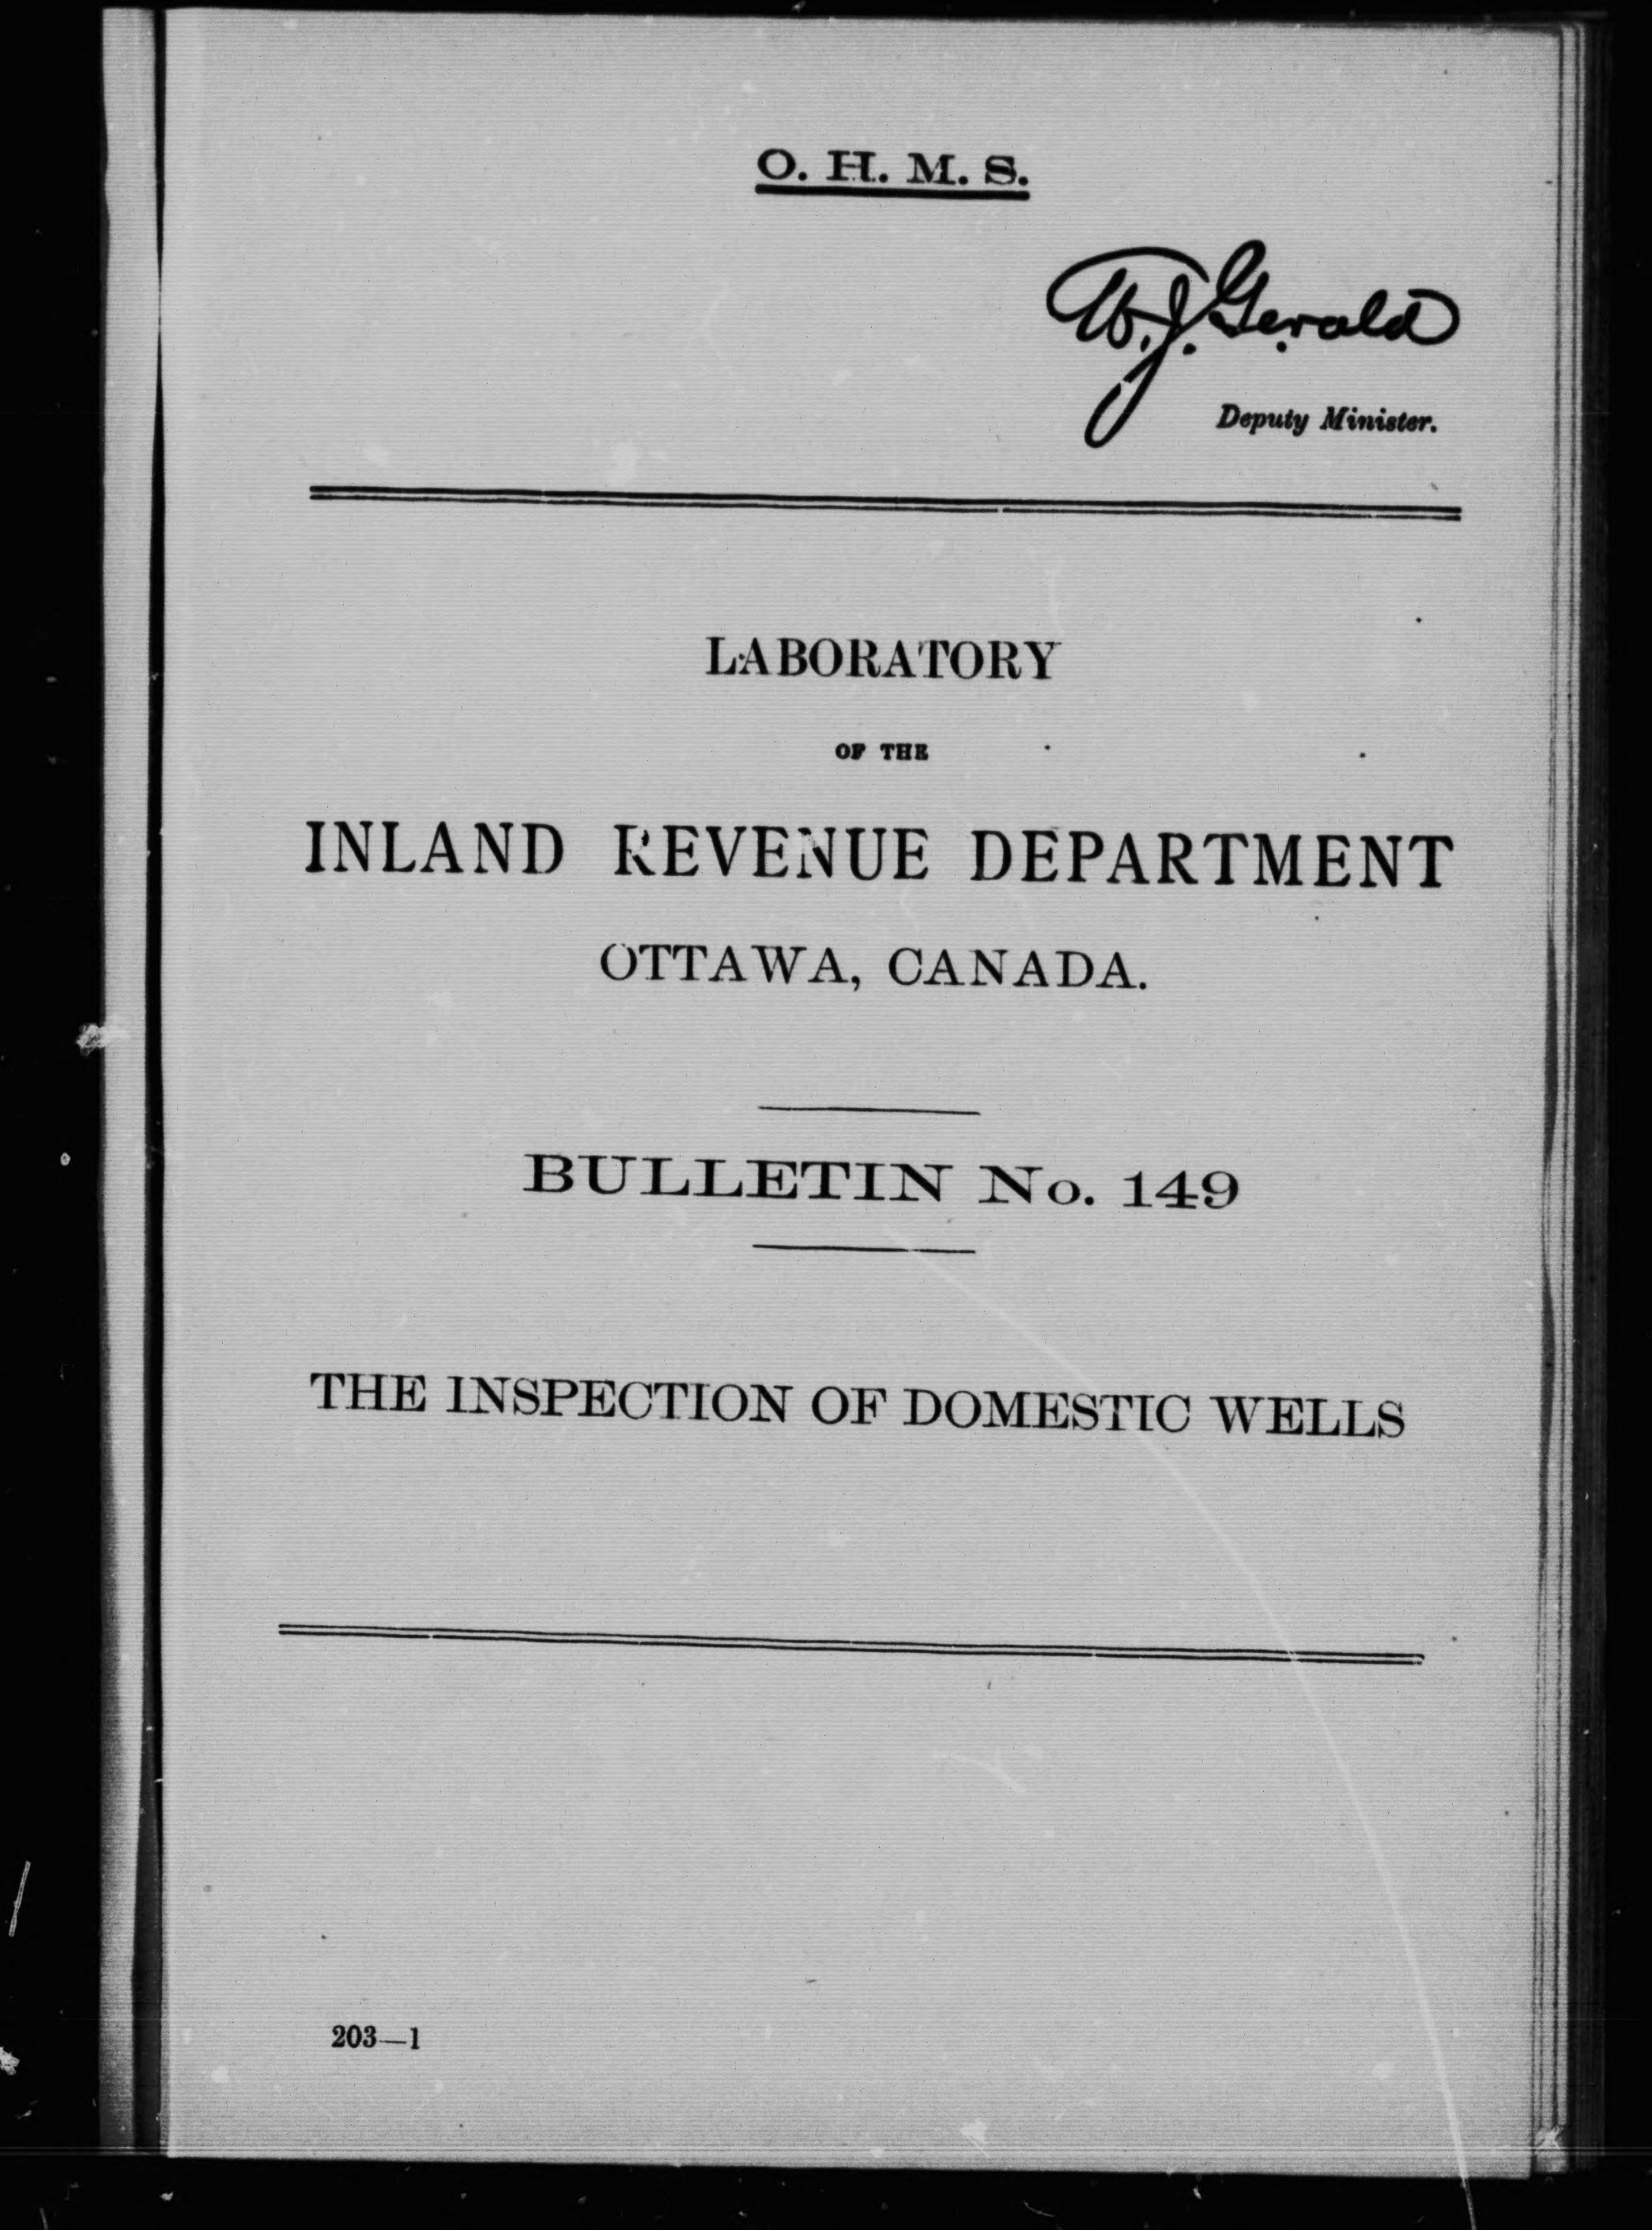 O. H. M. S.
W. J. Gerald
Deputy Minister.
LABORATORY
OF THE
INLAND REVENUE DEPARTMENT
OTTAWA, CANADA.
BULLETIN No. 149
THE INSPECTION OF DOMESTIC WELLS
203—1